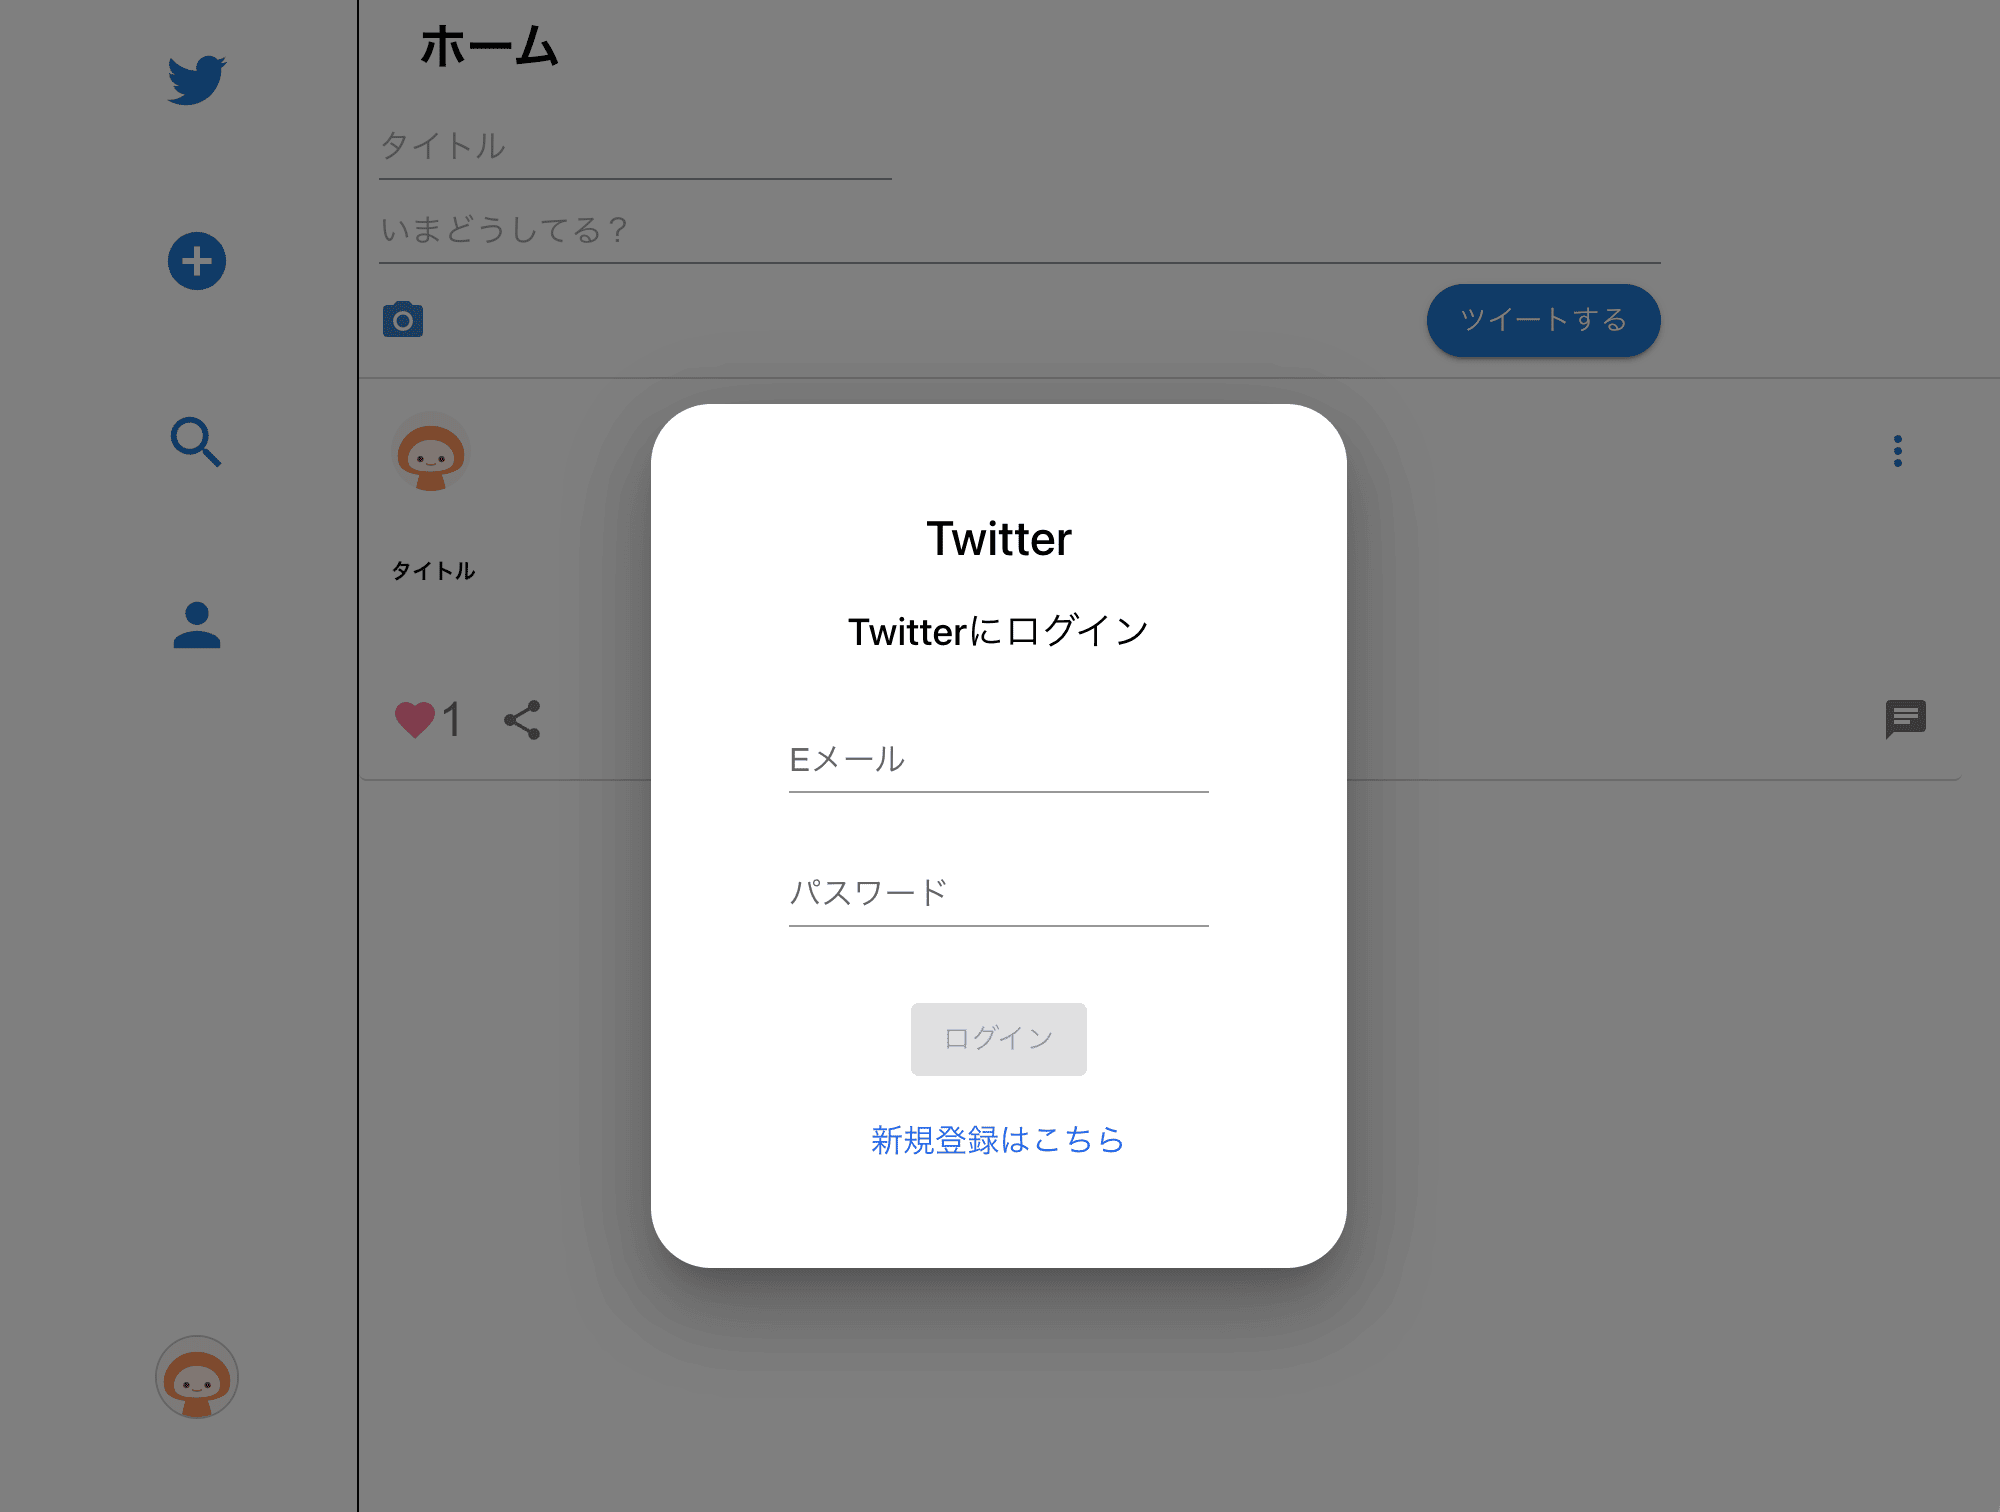 ホーム
タイトル
いまどうしてる？
ツイートする
タイトル
1
Twitter
Twitterにログイン
Eメール
パスワード
ログイン
新規登録はこちら